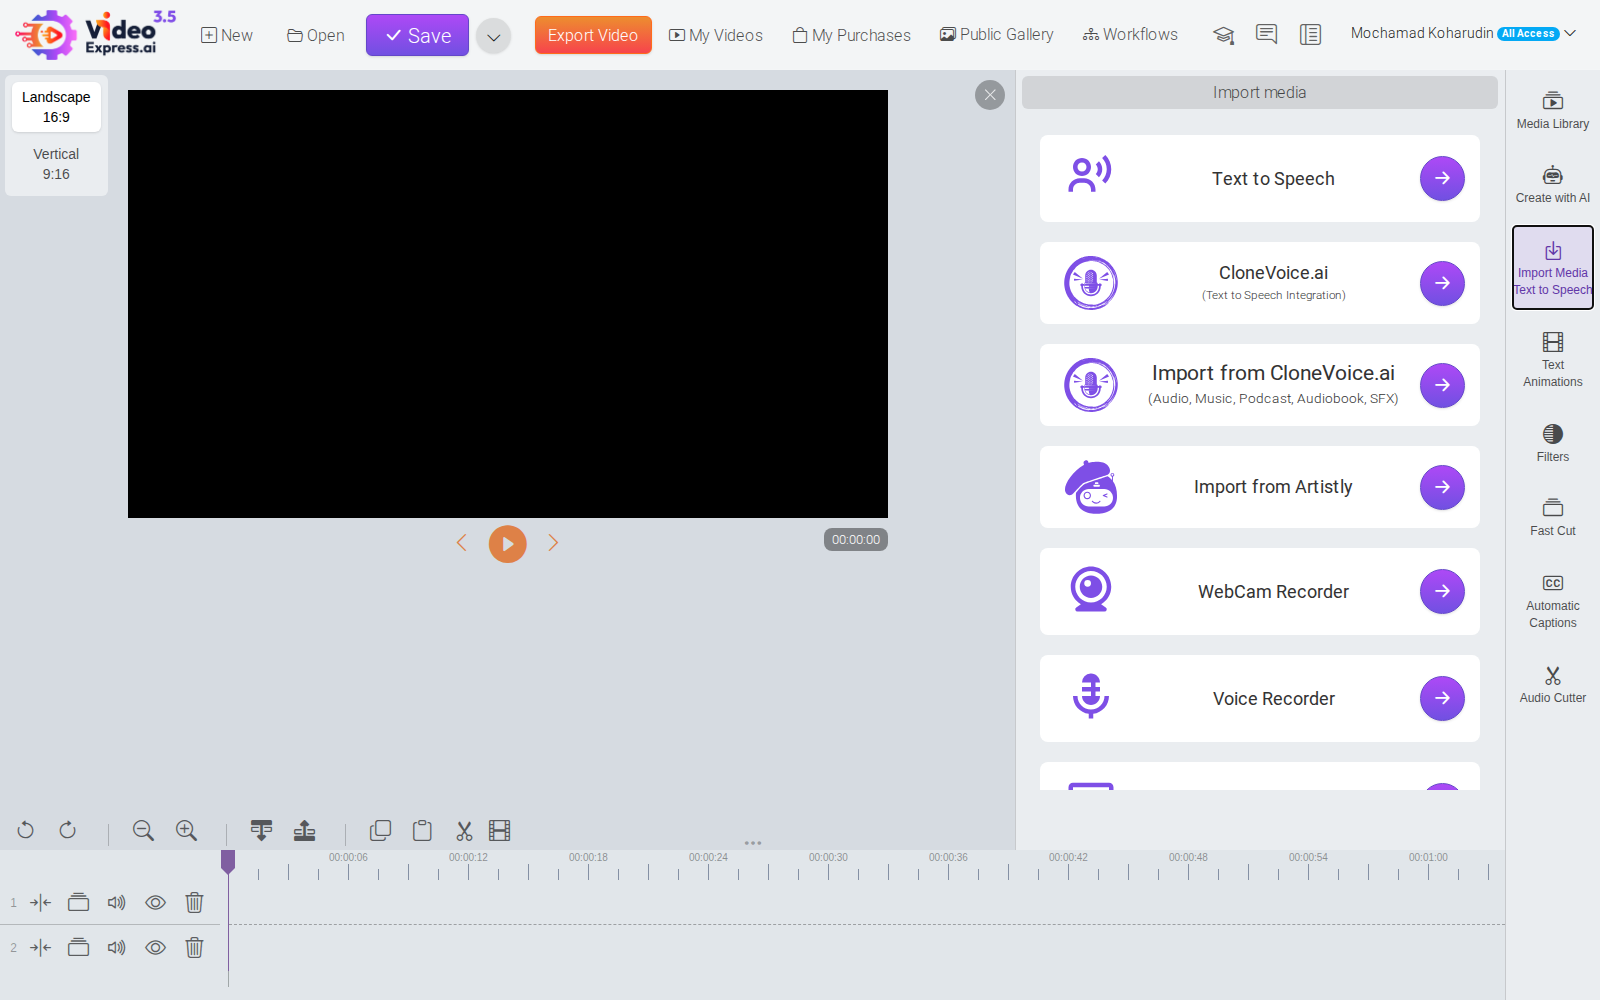 Video 3.5
Express.ai
New
Open
Save
Export Video
My Videos
My Purchases
Public Gallery
Workflows
Mochamad Koharudin All Access
Landscape
16:9
Vertical
9:16
00:00:00
Import media
Text to Speech
CloneVoice.ai
(Text to Speech Integration)
Import from CloneVoice.ai
(Audio, Music, Podcast, Audiobook, SFX)
Import from Artistly
WebCam Recorder
Voice Recorder
Media Library
Create with AI
Import Media
Text to Speech
Text
Animations
Filters
Fast Cut
CC
Automatic
Captions
Audio Cutter
00:00:06 00:00:12 00:00:18 00:00:24 00:00:30 00:00:36 00:00:42 00:00:48 00:00:54 00:01:00
1
2